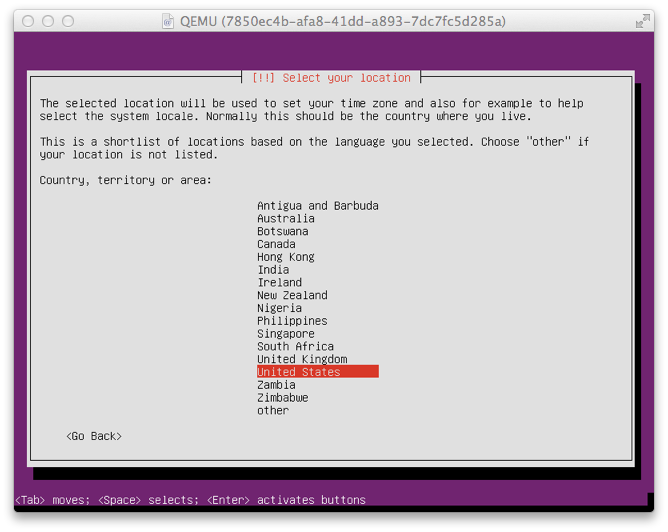 QEMU (7850ec4b-afa8-41dd-a893-7dc7fc5d285a)
[!!] Select your location
The selected location will be used to set your time zone and also for example to help
select the system locale. Normally this should be the country where you live.
This is a shortlist of locations based on the language you selected. Choose "other" if
your location is not listed.
Country, territory or area:
Antigua and Barbuda
Australia
Botswana
Canada
Hong Kong
India
Ireland
New Zealand
Nigeria
Philippines
Singapore
South Africa
United Kingdom
United States
Zambia
Zimbabwe
other
<Go Back>
<Tab> moves; <Space> selects; <Enter> activates buttons